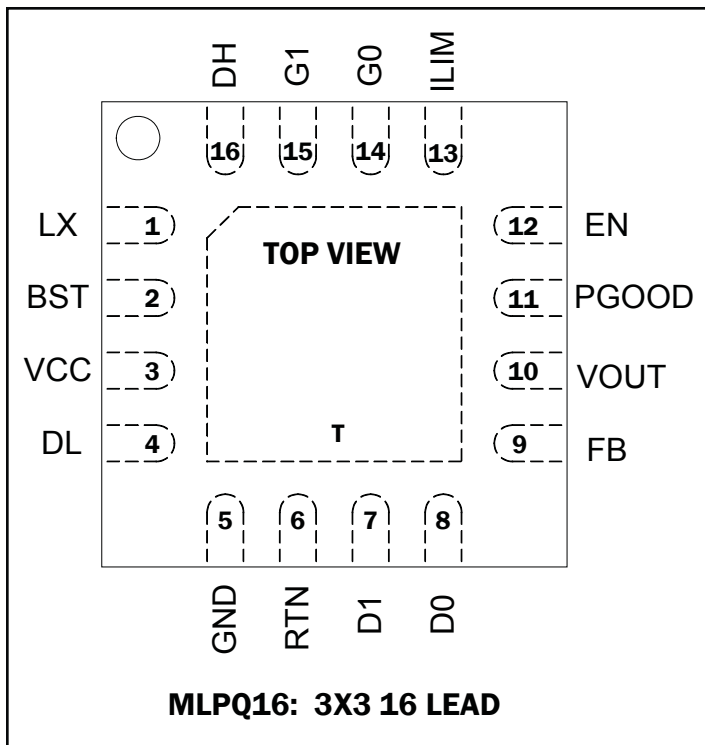 DH G1 G0 ILIM
16 15 14 13
LX 1 12 EN
TOP VIEW
BST 2 11 PGOOD
VCC 3 10 VOUT
DL 4 T 9 FB
5 6 7 8
GND RTN D1 D0
MLPQ16: 3X3 16 LEAD